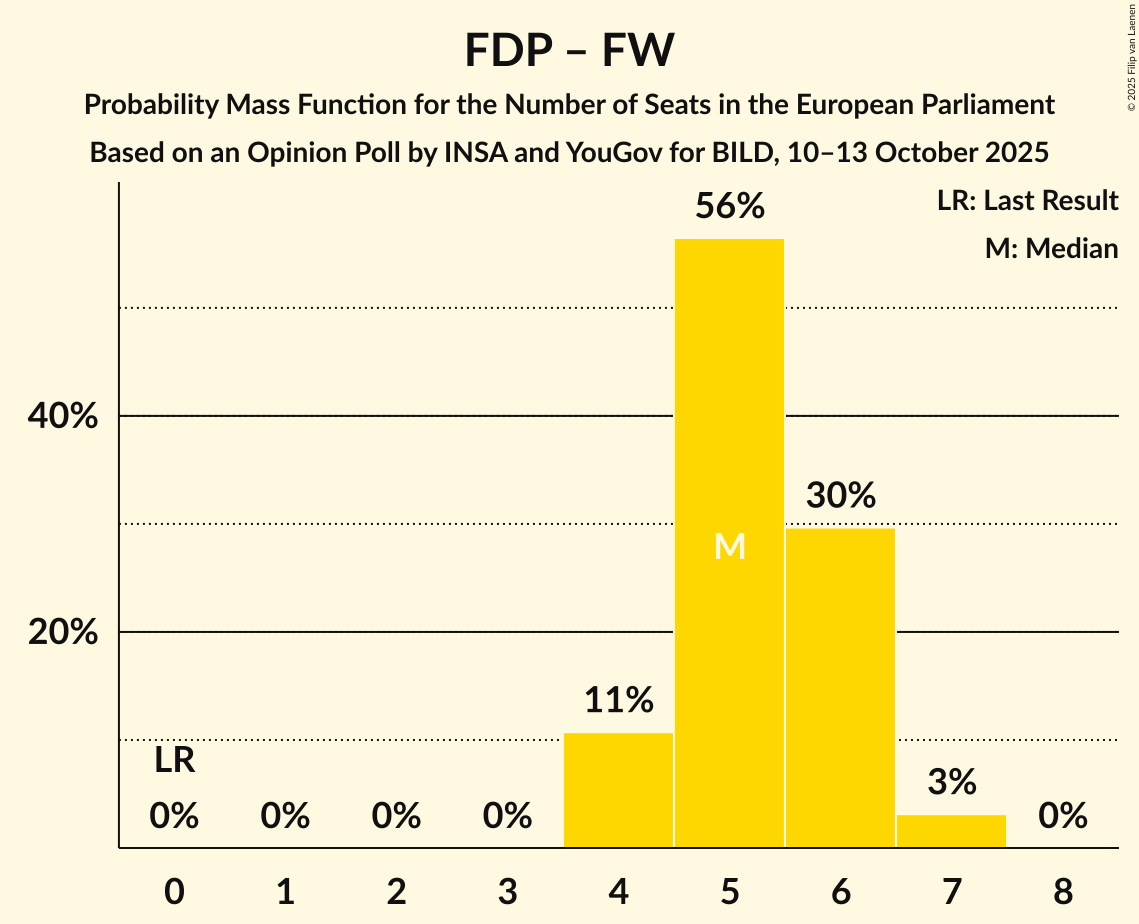 FDP – FW
Probability Mass Function for the Number of Seats in the European Parliament
Based on an Opinion Poll by INSA and YouGov for BILD, 10–13 October 2025
© 2025 Filip van Laenen
LR: Last Result
M: Median
56%
40%
30%
M
20%
11%
LR
3%
0%
0%
0%
0%
0%
0
1
2
3
4
5
6
7
8